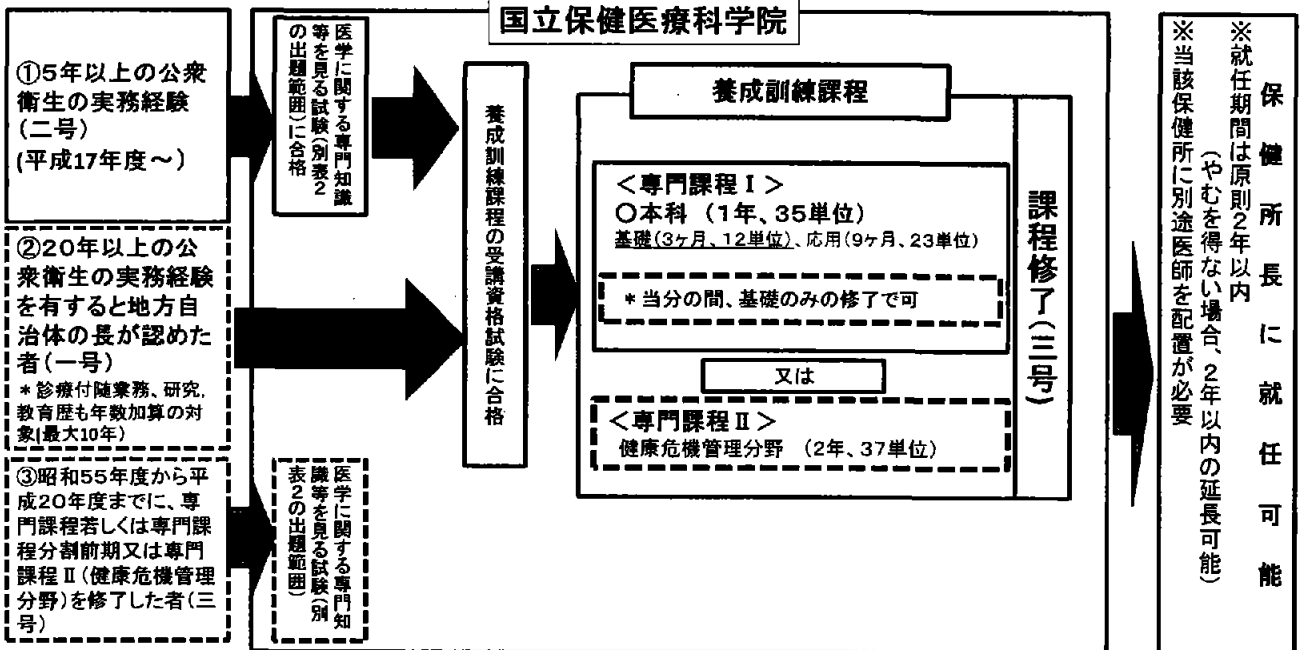 国立保健医療科学院
①5年以上の公衆
衛生の実務経験
(二号)
(平成17年度～)
②20年以上の公
衆衛生の実務経験
を有すると地方自
治体の長が認めた
者(一号)
*診療付随業務、研究、
教育歴も年数加算の対
象(最大10年)
③昭和55年度から平
成20年度までに、専
門課程若しくは専門課
程分割前期又は専門
課程Ⅱ(健康危機管理
分野)を修了した者(三
号)
医学に関する専門知識
等を見る試験(別表2
の出題範囲)に合格
医学に関する専門知
識等を見る試験(別
表2の出題範囲)
養成訓練課程の受講資格試験に合格
養成訓練課程
<専門課程Ⅰ>
○本科 (1年、35単位)
基礎(3ヶ月、12単位)、応用(9ヶ月、23単位)
*当分の間、基礎のみの修了で可
又は
<専門課程Ⅱ>
健康危機管理分野 (2年、37単位)
課程修了(三号)
保健所長に就任可能
※就任期間は原則2年以内
(やむを得ない場合、2年以内の延長可能)
※当該保健所に別途医師を配置が必要